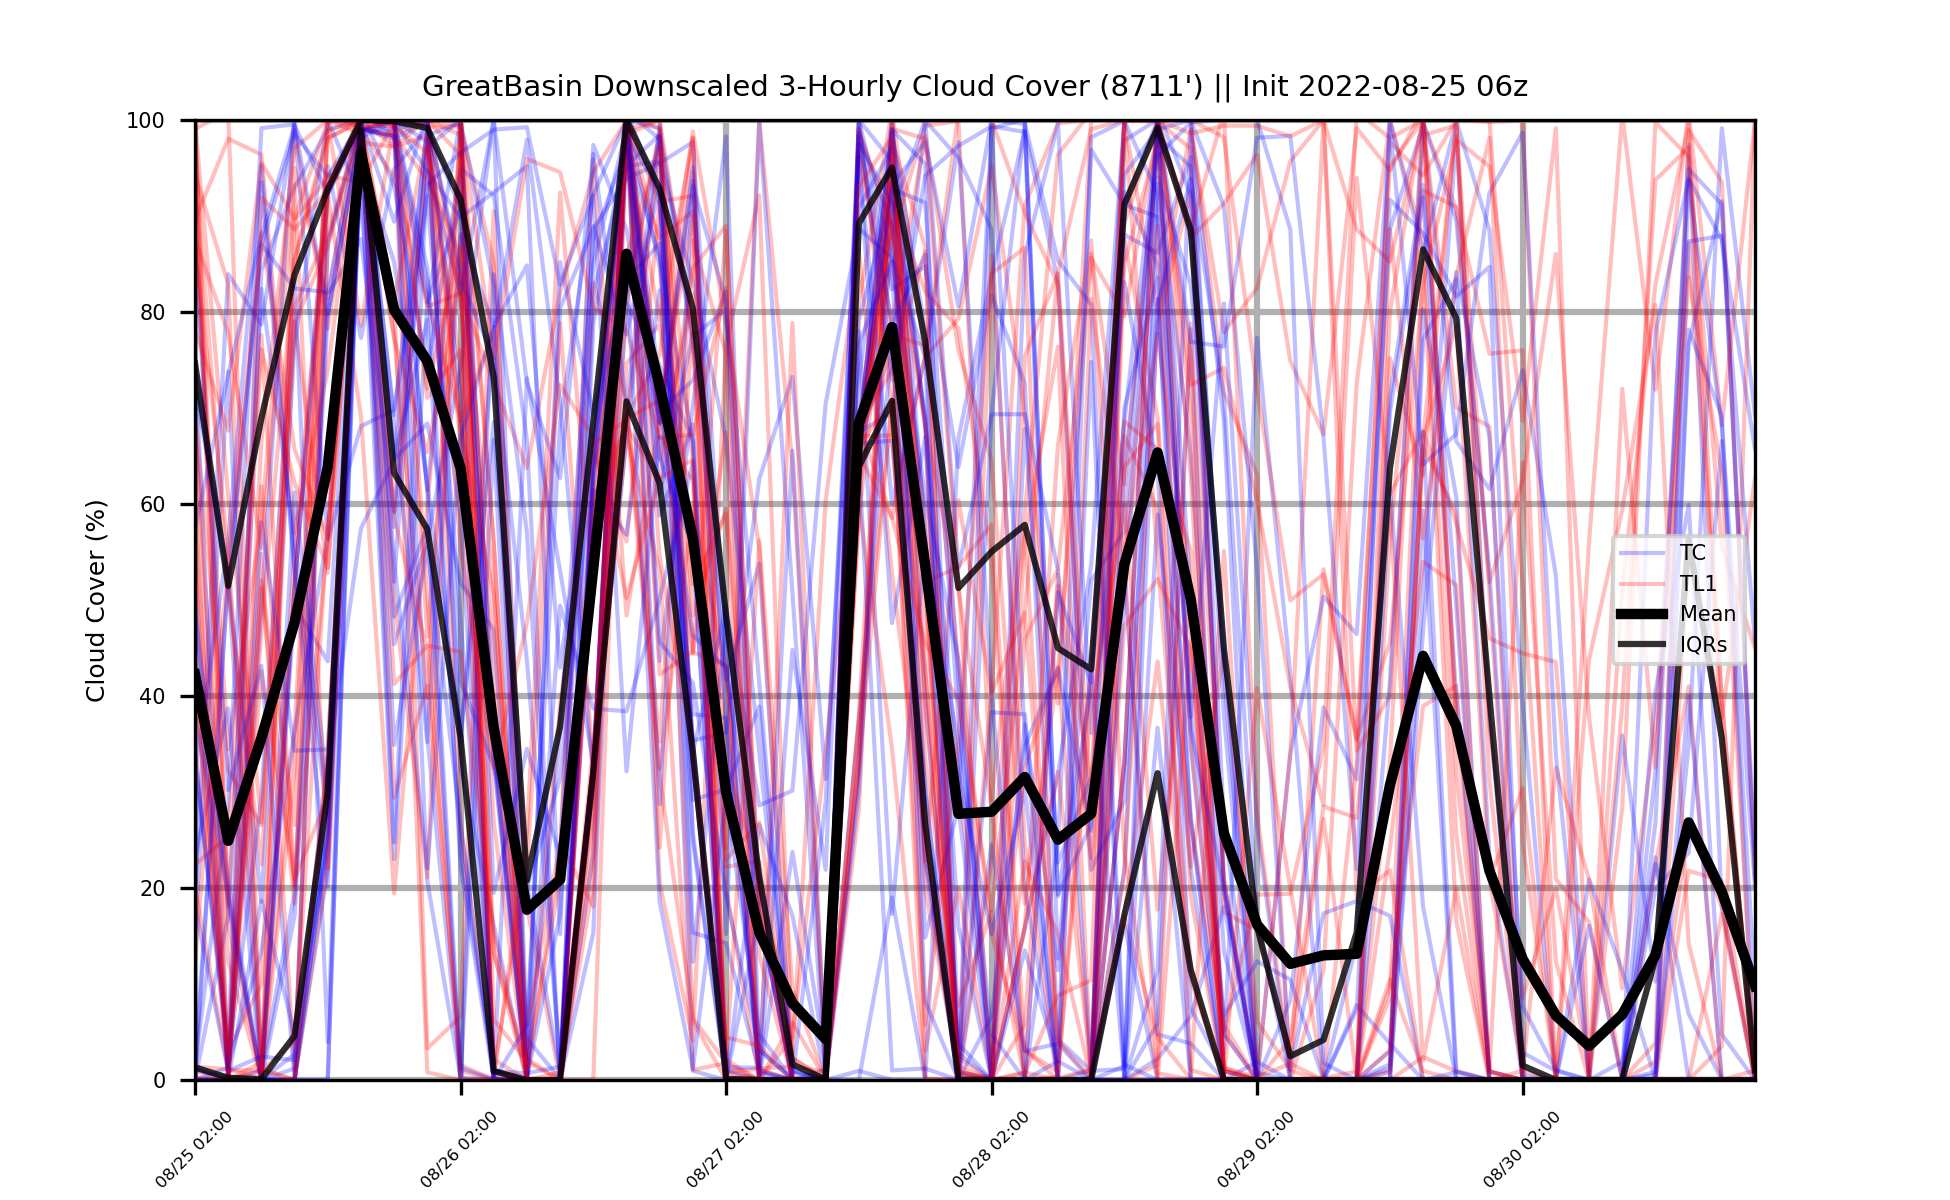 GreatBasin Downscaled 3-Hourly Cloud Cover (8711') || Init 2022-08-25 06z
Cloud Cover (%)
100
80
60
40
20
0
TC
TL1
Mean
IQRs
08/25 02:00
08/26 02:00
08/27 02:00
08/28 02:00
08/29 02:00
08/30 02:00